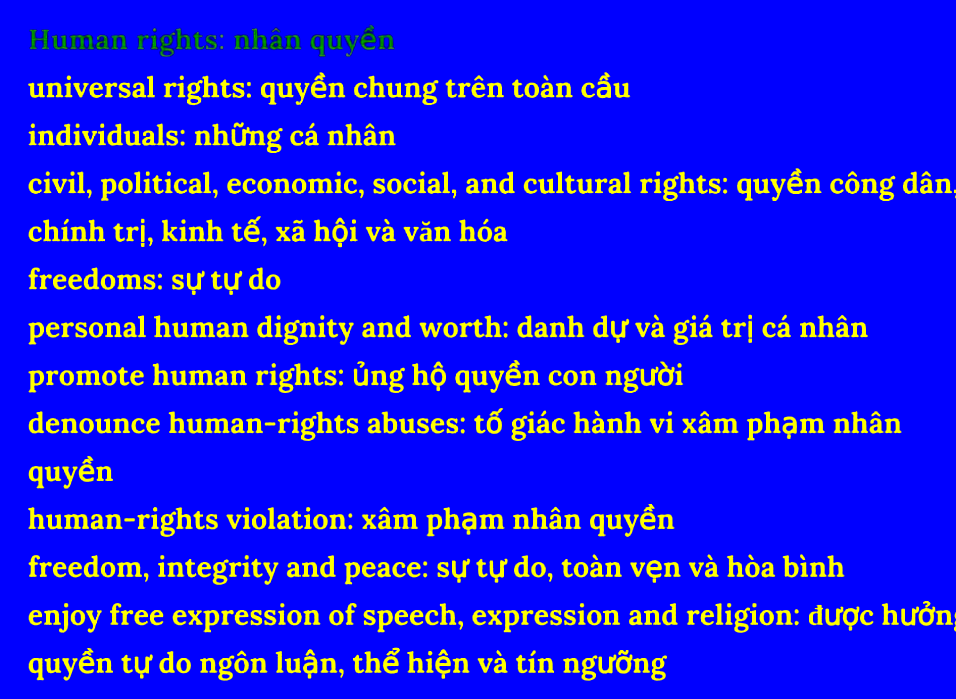 Human rights: nhân quyền
universal rights: quyền chung trên toàn cầu
individuals: những cá nhân
civil, political, economic, social, and cultural rights: quyền công dân,
chính trị, kinh tế, xã hội và văn hóa
freedoms: sự tự do
personal human dignity and worth: danh dự và giá trị cá nhân
promote human rights: ủng hộ quyền con người
denounce human-rights abuses: tố giác hành vi xâm phạm nhân
quyền
human-rights violation: xâm phạm nhân quyền
freedom, integrity and peace: sự tự do, toàn vẹn và hòa bình
enjoy free expression of speech, expression and religion: được hưởng
quyền tự do ngôn luận, thể hiện và tín ngưỡng